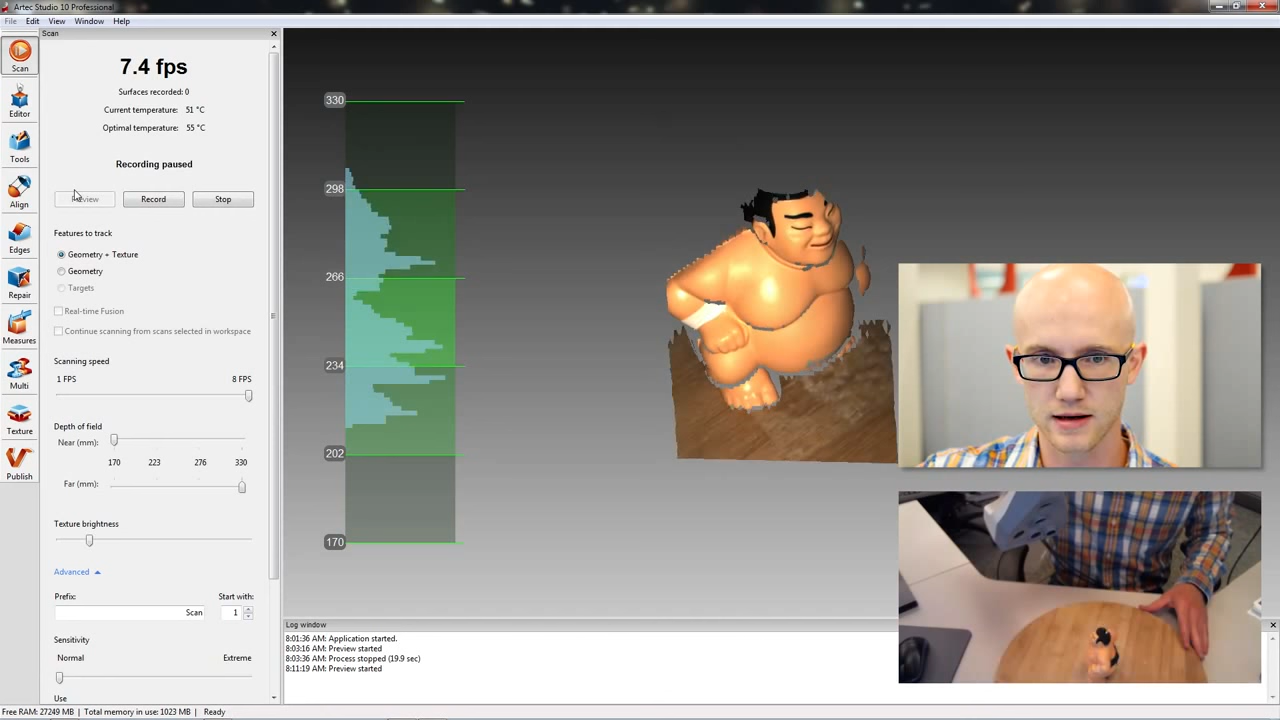 Artec Studio 10 Professional
File Edit View Window Help
Scan
Editor
Tools
Align
Edges
Repair
Measures
Multi
Texture
Publish
Scan
7.4 fps
Surfaces recorded: 0
Current temperature: 51 °C
Optimal temperature: 55 °C
Recording paused
Record Stop
Features to track
Geometry + Texture
Geometry
Targets
Real-time Fusion
Continue scanning from scans selected in workspace
Scanning speed
1 FPS 8 FPS
Depth of field
Near (mm):
170 223 276 330
Far (mm):
Texture brightness
Advanced
Prefix: Start with:
Scan 1
Sensitivity
Normal Extreme
Use
330
298
266
234
202
170
Log window
8:01:36 AM: Application started.
8:03:16 AM: Preview started
8:03:36 AM: Process stopped (19.9 sec)
8:11:19 AM: Preview started
Free RAM: 27249 MB | Total memory in use: 1023 MB | Ready